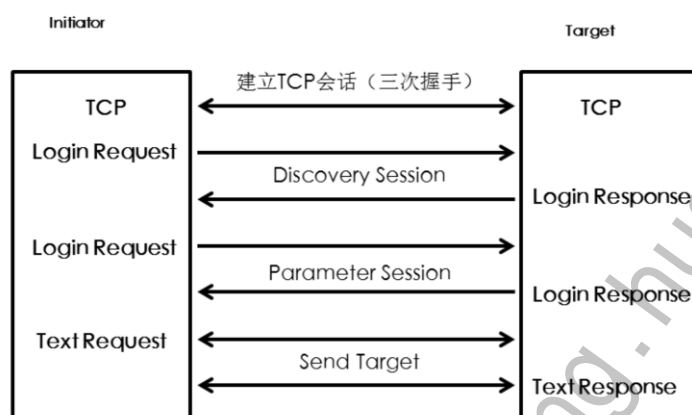 Initiator
Target
建立TCP会话（三次握手）
TCP
TCP
Login Request
Discovery Session
Login Response
Login Request
Parameter Session
Login Response
Text Request
Send Target
Text Response